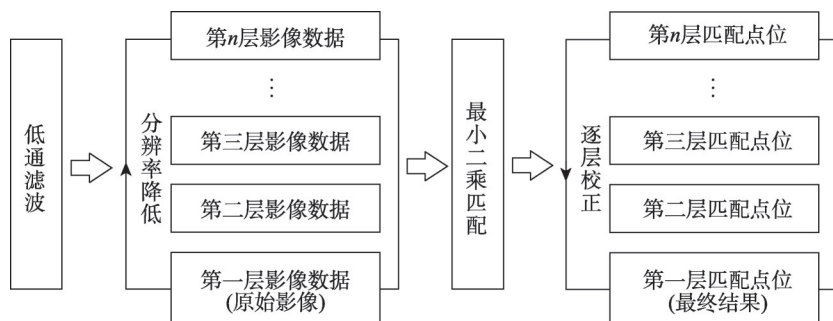 低通滤波
分辨率降低
第n层影像数据
⋮
第三层影像数据
第二层影像数据
第一层影像数据
(原始影像)
最小二乘匹配
逐层校正
第n层匹配点位
⋮
第三层匹配点位
第二层匹配点位
第一层匹配点位
(最终结果)